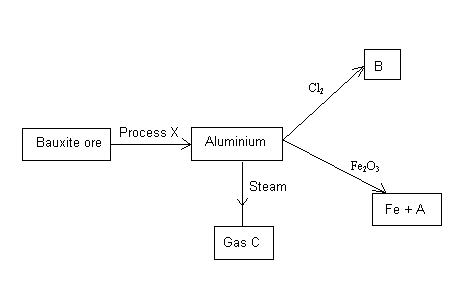 B
Cl₂
Process X
Bauxite ore
Aluminium
Fe₂O₃
Steam
Fe + A
Gas C